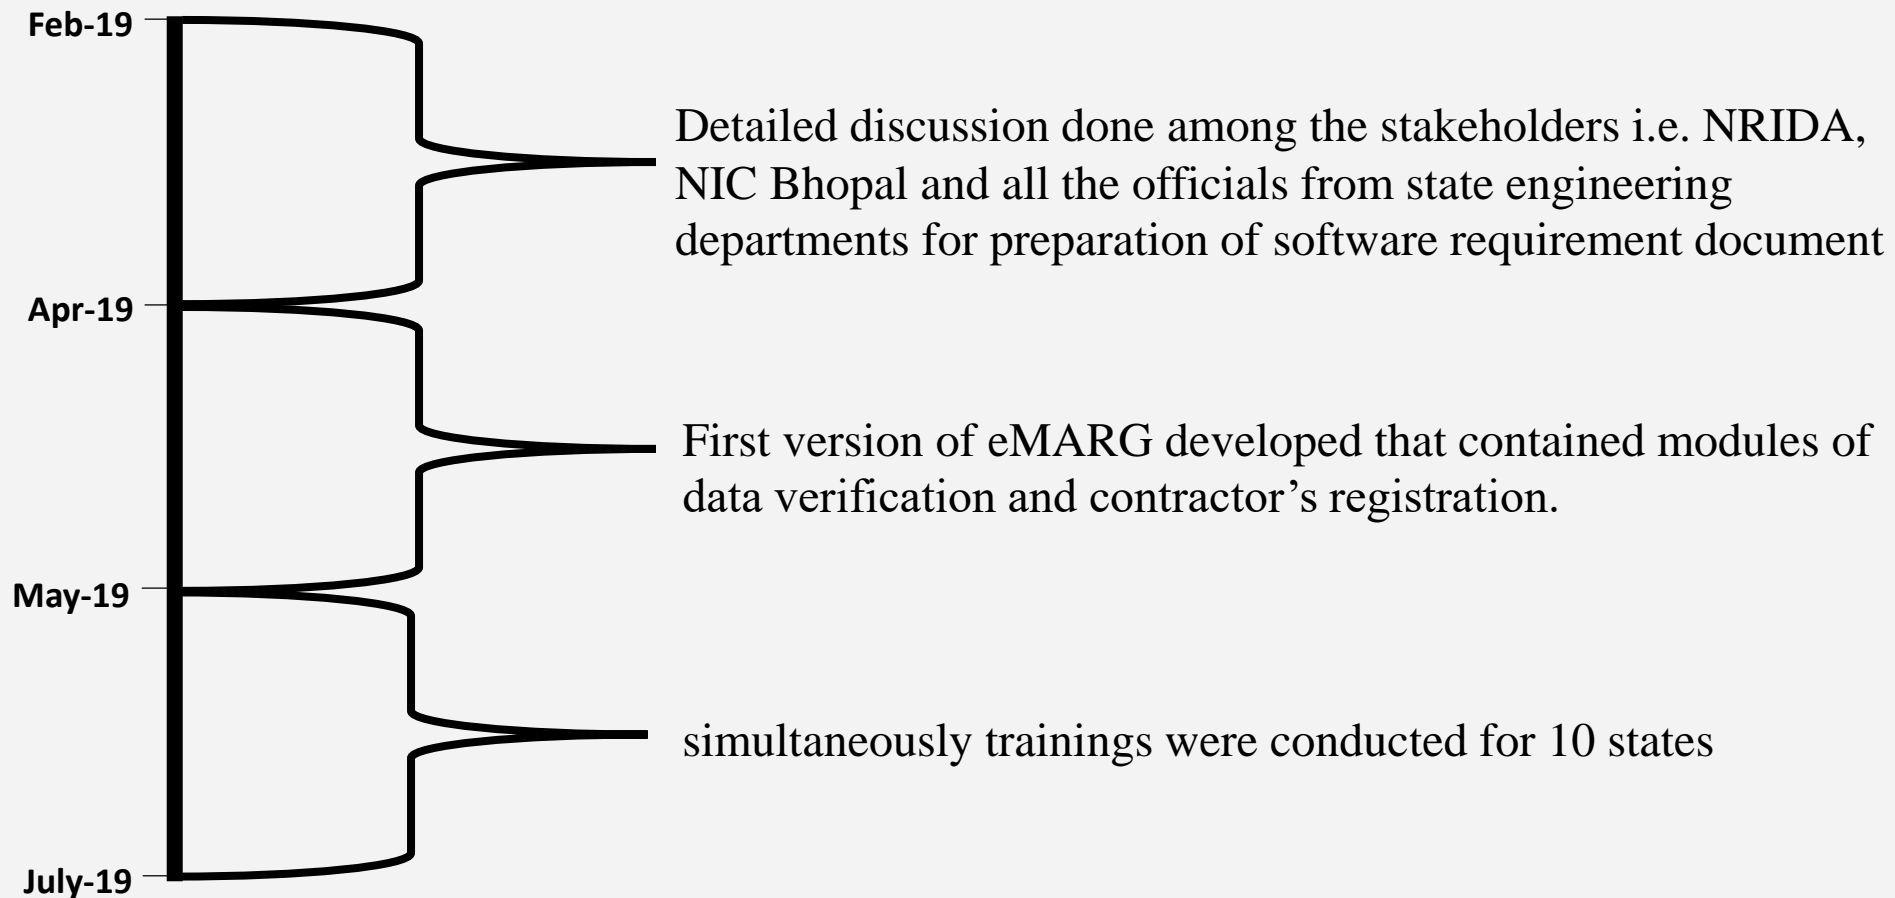 Feb-19
Detailed discussion done among the stakeholders i.e. NRIDA,
NIC Bhopal and all the officials from state engineering
departments for preparation of software requirement document
Apr-19
First version of eMARG developed that contained modules of
data verification and contractor’s registration.
May-19
simultaneously trainings were conducted for 10 states
July-19